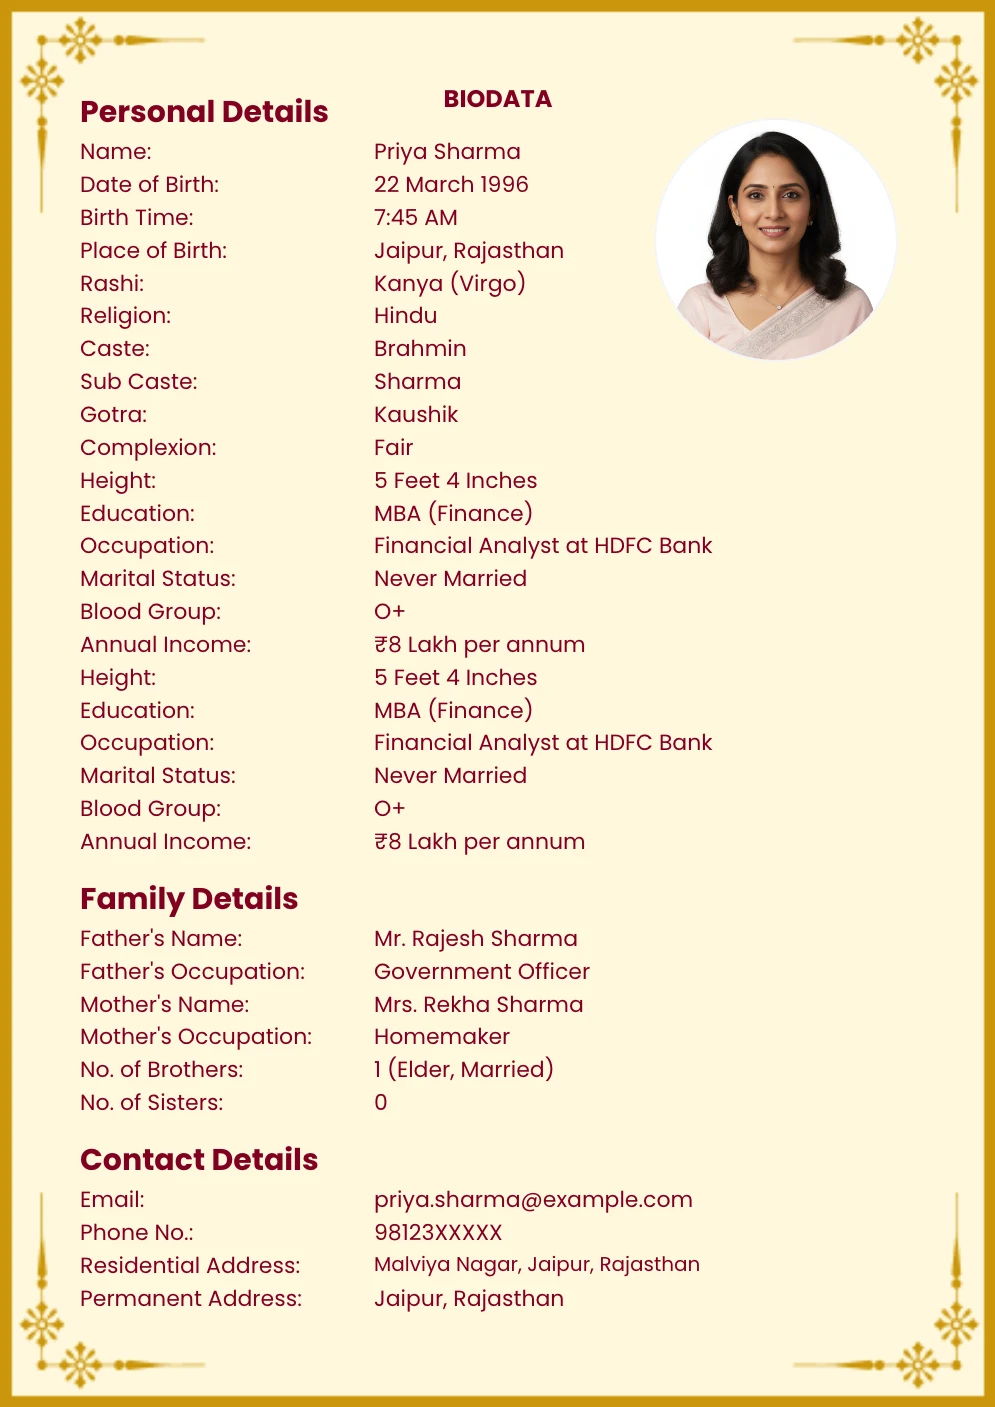 BIODATA
Personal Details
Name: Priya Sharma
Date of Birth: 22 March 1996
Birth Time: 7:45 AM
Place of Birth: Jaipur, Rajasthan
Rashi: Kanya (Virgo)
Religion: Hindu
Caste: Brahmin
Sub Caste: Sharma
Gotra: Kaushik
Complexion: Fair
Height: 5 Feet 4 Inches
Education: MBA (Finance)
Occupation: Financial Analyst at HDFC Bank
Marital Status: Never Married
Blood Group: O+
Annual Income: ₹8 Lakh per annum
Height: 5 Feet 4 Inches
Education: MBA (Finance)
Occupation: Financial Analyst at HDFC Bank
Marital Status: Never Married
Blood Group: O+
Annual Income: ₹8 Lakh per annum
Family Details
Father's Name: Mr. Rajesh Sharma
Father's Occupation: Government Officer
Mother's Name: Mrs. Rekha Sharma
Mother's Occupation: Homemaker
No. of Brothers: 1 (Elder, Married)
No. of Sisters: 0
Contact Details
Email: priya.sharma@example.com
Phone No.: 98123XXXXX
Residential Address: Malviya Nagar, Jaipur, Rajasthan
Permanent Address: Jaipur, Rajasthan